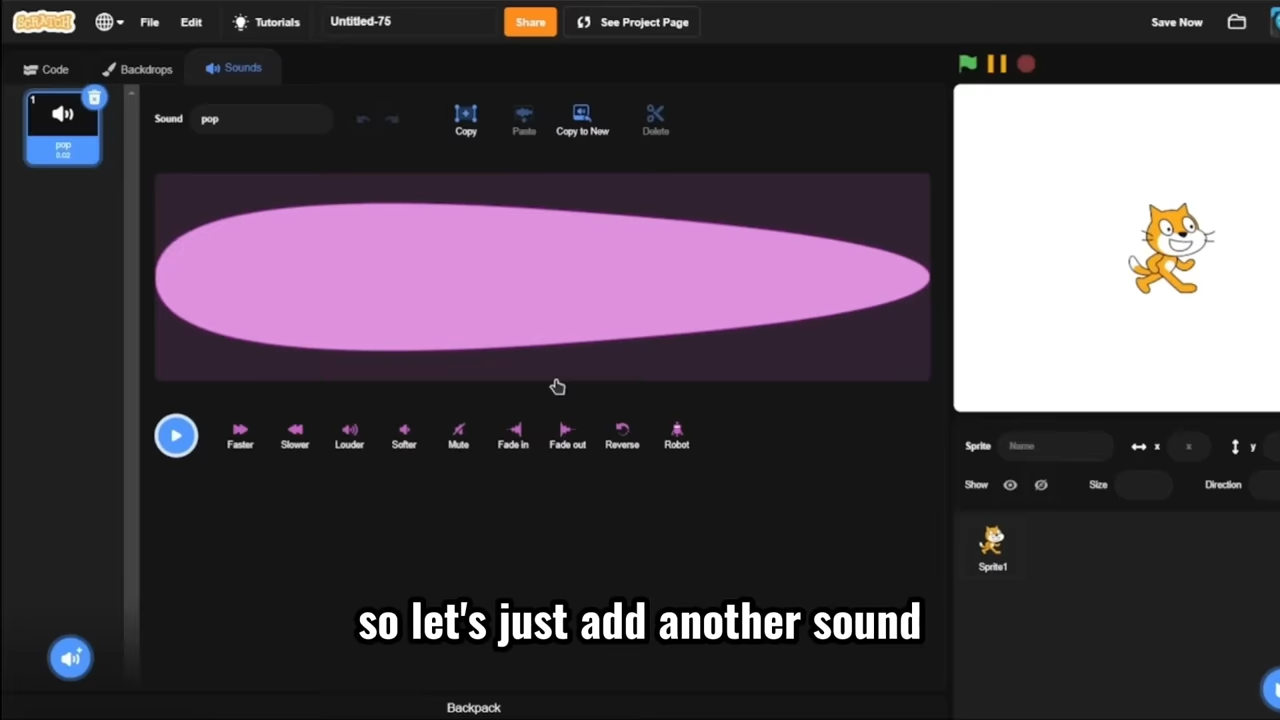 SCRATCH File Edit Tutorials Untitled-75 Share See Project Page Save Now
Code Backdrops Sounds
1
pop
0.02
Sound pop Copy Paste Copy to New Delete
Faster Slower Louder Softer Mute Fade in Fade out Reverse Robot
Sprite Name x x y
Show Size Direction
Sprite1
so let's just add another sound
Backpack